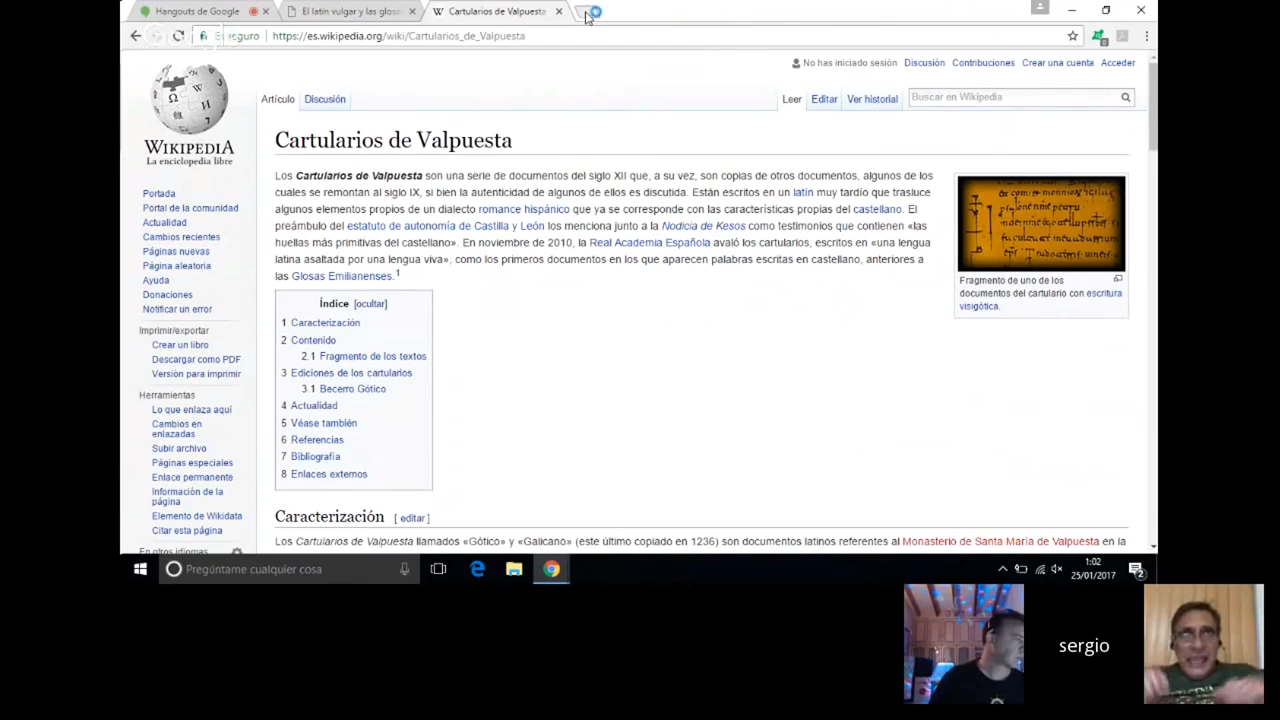 Hangouts de Google
El latín vulgar y las glosa
Cartularios de Valpuesta
https://es.wikipedia.org/wiki/Cartularios_de_Valpuesta
No has iniciado sesión Discusión Contribuciones Crear una cuenta Acceder
Artículo Discusión Leer Editar Ver historial Buscar en Wikipedia
WIKIPEDIA
La enciclopedia libre
Portada
Portal de la comunidad
Actualidad
Cambios recientes
Páginas nuevas
Página aleatoria
Ayuda
Donaciones
Notificar un error
Imprimir/exportar
Crear un libro
Descargar como PDF
Versión para imprimir
Herramientas
Lo que enlaza aquí
Cambios en
enlazadas
Subir archivo
Páginas especiales
Enlace permanente
Información de la
página
Elemento de Wikidata
Citar esta página
En otros idiomas
Cartularios de Valpuesta
Los Cartularios de Valpuesta son una serie de documentos del siglo XII que, a su vez, son copias de otros documentos, algunos de los
cuales se remontan al siglo IX, si bien la autenticidad de algunos de ellos es discutida. Están escritos en un latín muy tardío que trasluce
algunos elementos propios de un dialecto romance hispánico que ya se corresponde con las características propias del castellano. El
preámbulo del estatuto de autonomía de Castilla y León los menciona junto a la Nodicia de Kesos como testimonios que contienen «las
huellas más primitivas del castellano». En noviembre de 2010, la Real Academia Española avaló los cartularios, escritos en «una lengua
latina asaltada por una lengua viva», como los primeros documentos en los que aparecen palabras escritas en castellano, anteriores a
las Glosas Emilianenses.1
Fragmento de uno de los
documentos del cartulario con escritura
visigótica.
Índice [ocultar]
1 Caracterización
2 Contenido
2.1 Fragmento de los textos
3 Ediciones de los cartularios
3.1 Becerro Gótico
4 Actualidad
5 Véase también
6 Referencias
7 Bibliografía
8 Enlaces externos
Caracterización [ editar ]
Los Cartularios de Valpuesta llamados «Gótico» y «Galicano» (este último copiado en 1236) son documentos latinos referentes al Monasterio de Santa María de Valpuesta en la
Pregúntame cualquier cosa
1:02
25/01/2017
2
sergio